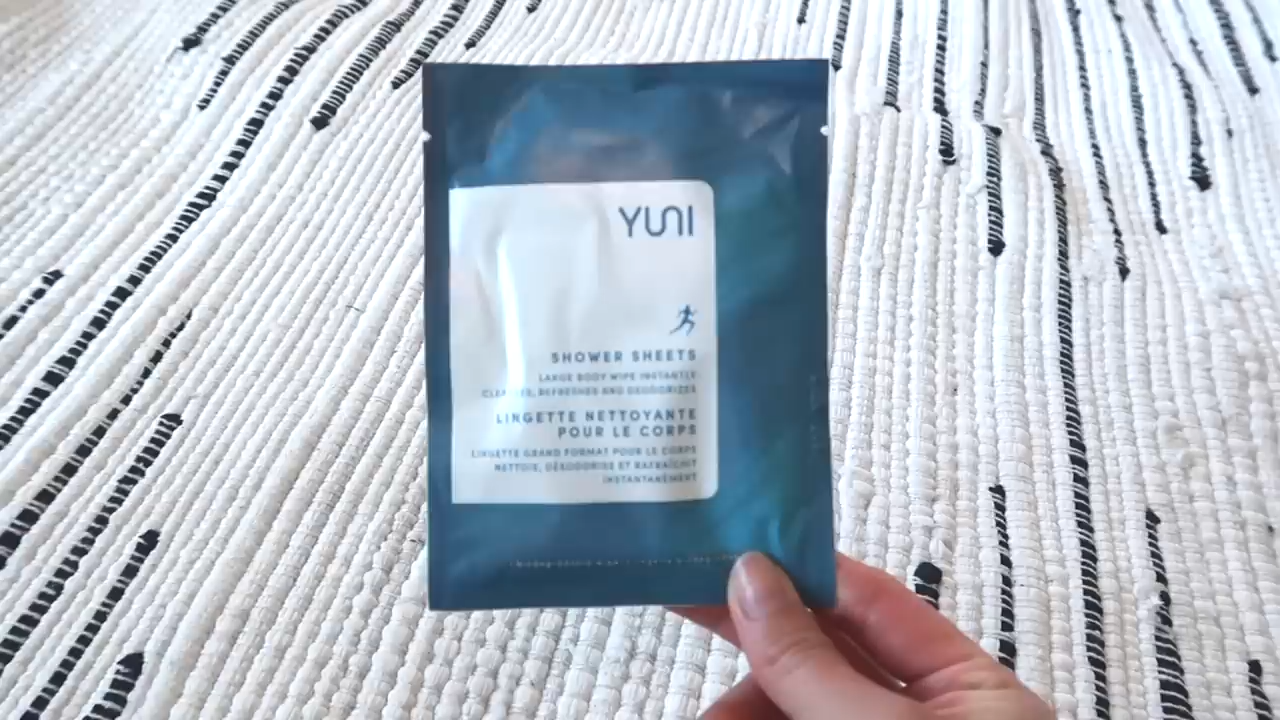 YUNI
SHOWER SHEETS
LARGE BODY WIPE INSTANTLY
CLEANSES, REFRESHES AND DEODORIZES
LINGETTE NETTOYANTE
POUR LE CORPS
LINGETTE GRAND FORMAT POUR LE CORPS
NETTOIE, DÉSODORISE ET RAFRAÎCHIT
INSTANTANÉMENT